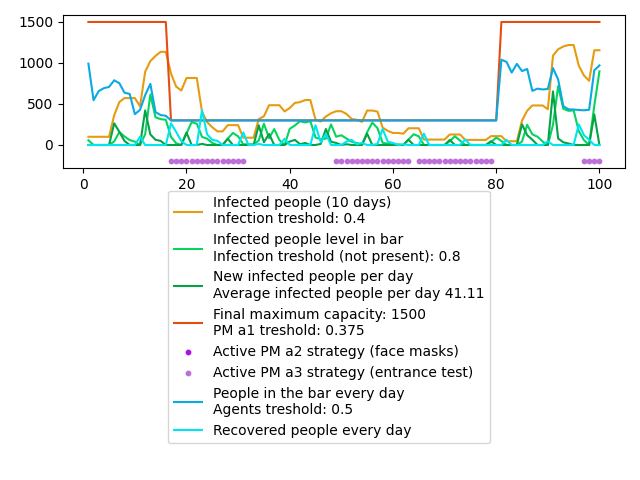 1500
1000
500
0
0
20
40
60
80
100
Infected people (10 days)
Infection treshold: 0.4
Infected people level in bar
Infection treshold (not present): 0.8
New infected people per day
Average infected people per day 41.11
Final maximum capacity: 1500
PM a1 treshold: 0.375
Active PM a2 strategy (face masks)
Active PM a3 strategy (entrance test)
People in the bar every day
Agents treshold: 0.5
Recovered people every day